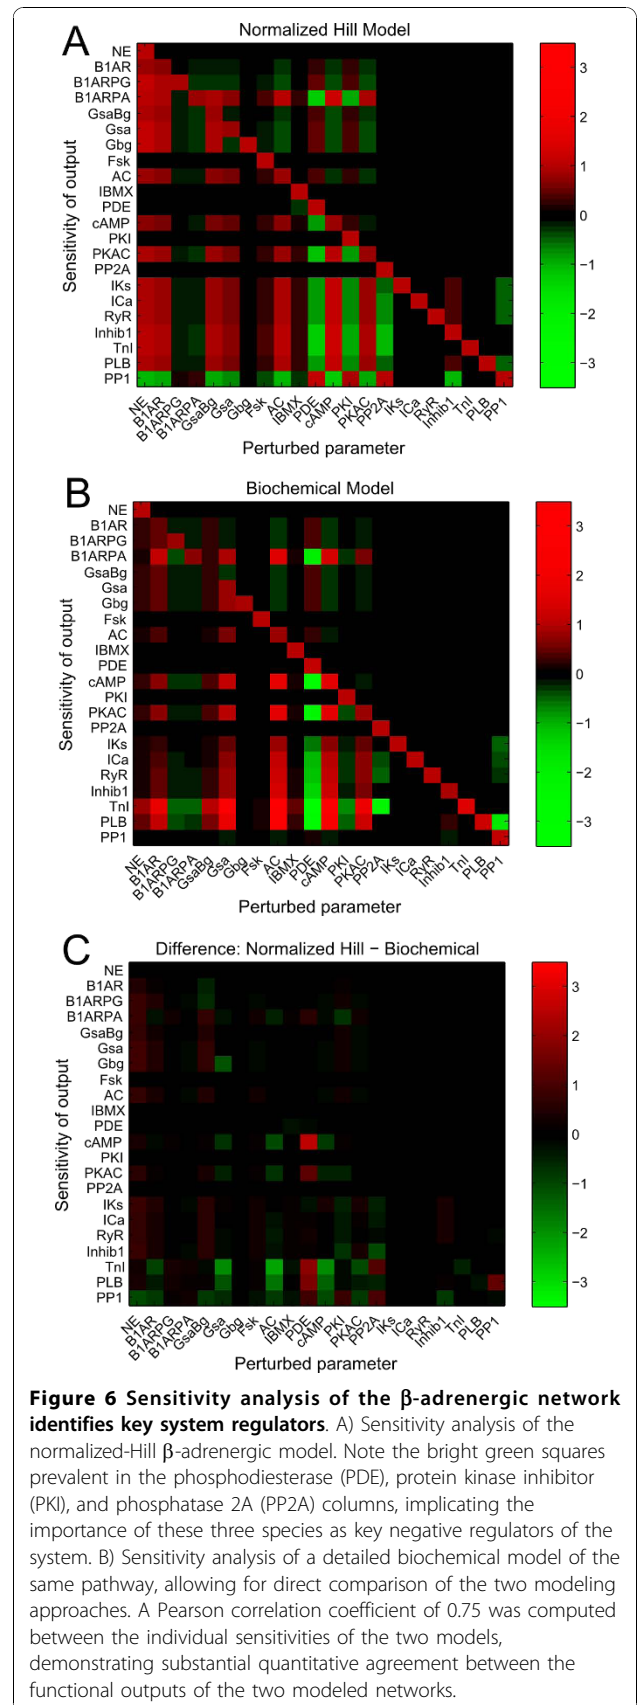 A
Normalized Hill Model
NE
B1AR
B1ARPG
B1ARPA
GsaBg
Gsa
Gbg
Fsk
AC
IBMX
PDE
cAMP
PKI
PKAC
PP2A
IKs
ICa
RyR
Inhib1
TnI
PLB
PP1
Sensitivity of output
NE
B1AR
B1ARPG
B1ARPA
GsaBg
Gsa
Gbg
Fsk
AC
IBMX
PDE
cAMP
PKI
PKAC
PP2A
IKs
ICa
RyR
Inhib1
TnI
PLB
PP1
Perturbed parameter
3
2
1
0
−1
−2
−3
B
Biochemical Model
NE
B1AR
B1ARPG
B1ARPA
GsaBg
Gsa
Gbg
Fsk
AC
IBMX
PDE
cAMP
PKI
PKAC
PP2A
IKs
ICa
RyR
Inhib1
TnI
PLB
PP1
Sensitivity of output
NE
B1AR
B1ARPG
B1ARPA
GsaBg
Gsa
Gbg
Fsk
AC
IBMX
PDE
cAMP
PKI
PKAC
PP2A
IKs
ICa
RyR
Inhib1
TnI
PLB
PP1
Perturbed parameter
3
2
1
0
−1
−2
−3
C
Difference: Normalized Hill − Biochemical
NE
B1AR
B1ARPG
B1ARPA
GsaBg
Gsa
Gbg
Fsk
AC
IBMX
PDE
cAMP
PKI
PKAC
PP2A
IKs
ICa
RyR
Inhib1
TnI
PLB
PP1
Sensitivity of output
NE
B1AR
B1ARPG
B1ARPA
GsaBg
Gsa
Gbg
Fsk
AC
IBMX
PDE
cAMP
PKI
PKAC
PP2A
IKs
ICa
RyR
Inhib1
TnI
PLB
PP1
Perturbed parameter
3
2
1
0
−1
−2
−3
Figure 6 Sensitivity analysis of the β-adrenergic network
identifies key system regulators. A) Sensitivity analysis of the
normalized-Hill β-adrenergic model. Note the bright green squares
prevalent in the phosphodiesterase (PDE), protein kinase inhibitor
(PKI), and phosphatase 2A (PP2A) columns, implicating the
importance of these three species as key negative regulators of the
system. B) Sensitivity analysis of a detailed biochemical model of the
same pathway, allowing for direct comparison of the two modeling
approaches. A Pearson correlation coefficient of 0.75 was computed
between the individual sensitivities of the two models,
demonstrating substantial quantitative agreement between the
functional outputs of the two modeled networks.